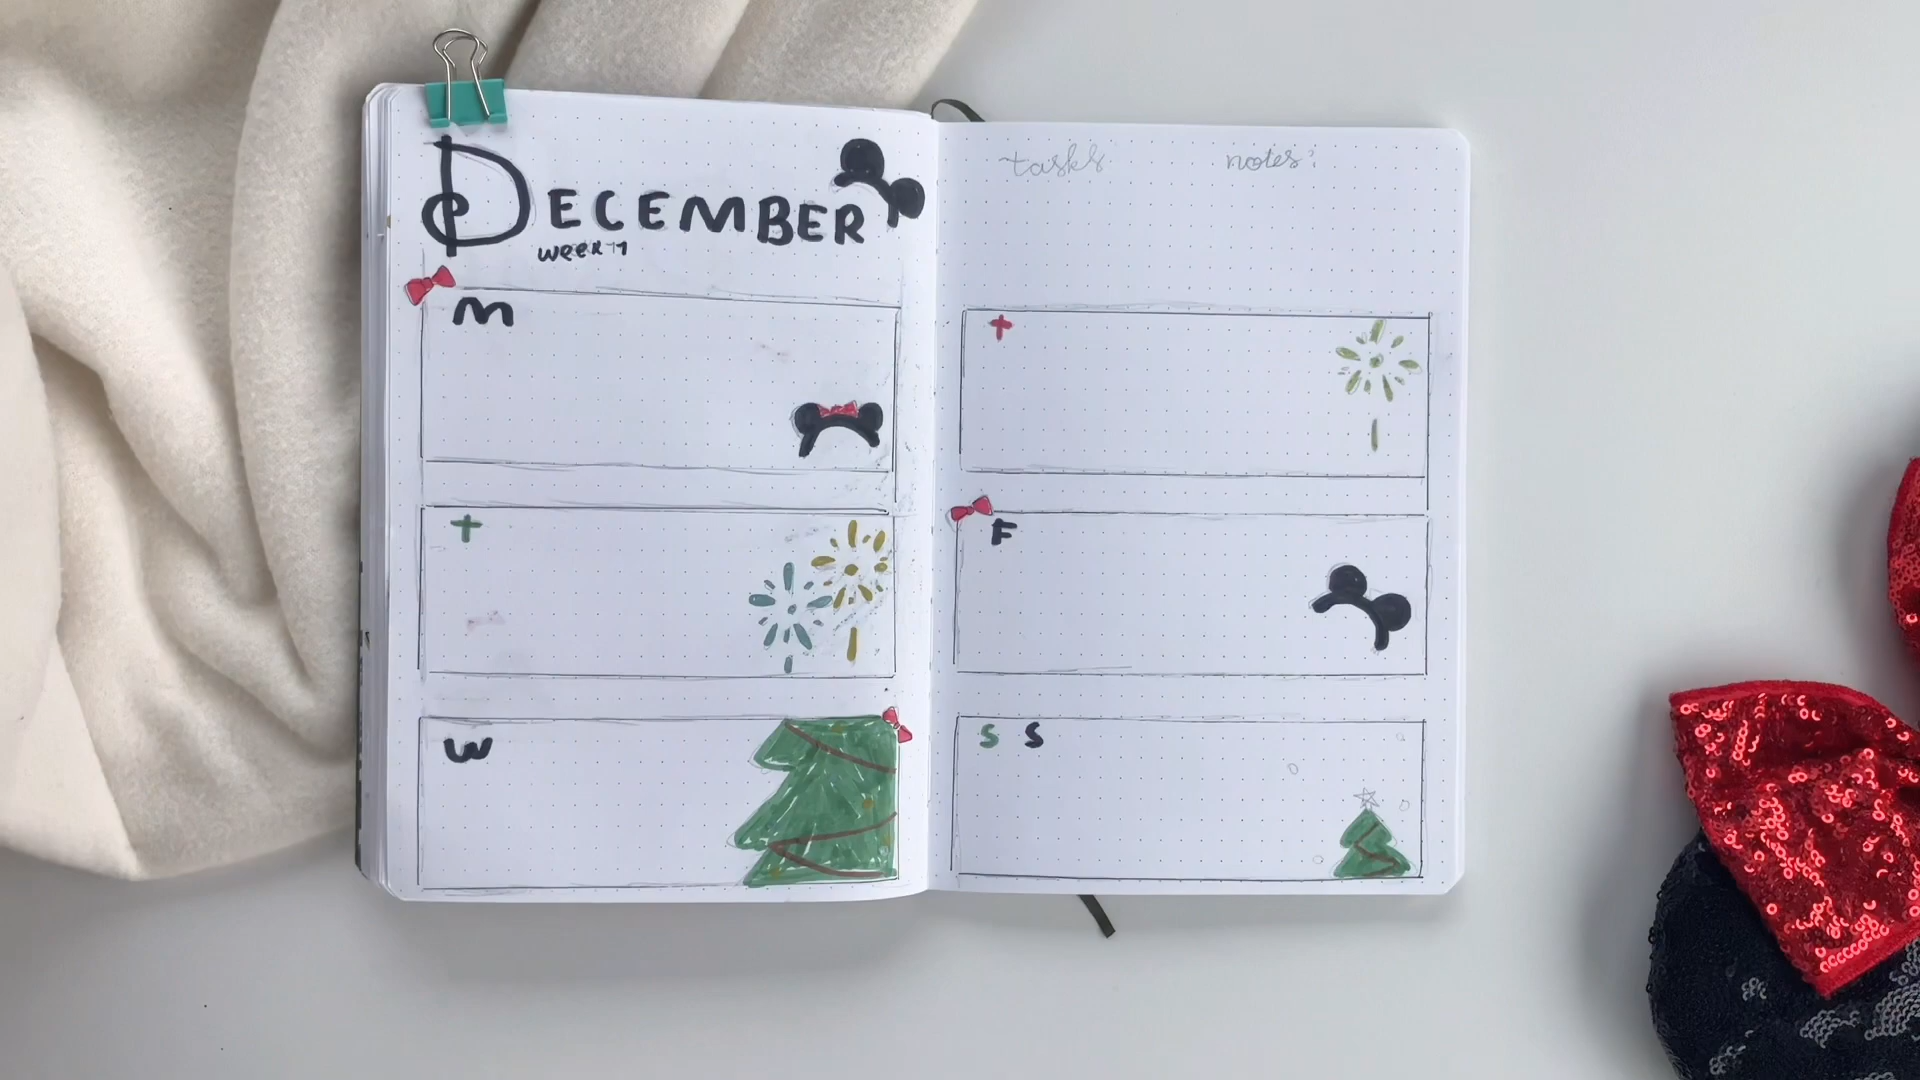 DECEMBER
week 1
M
T
W
tasks
notes:
T
F
S S